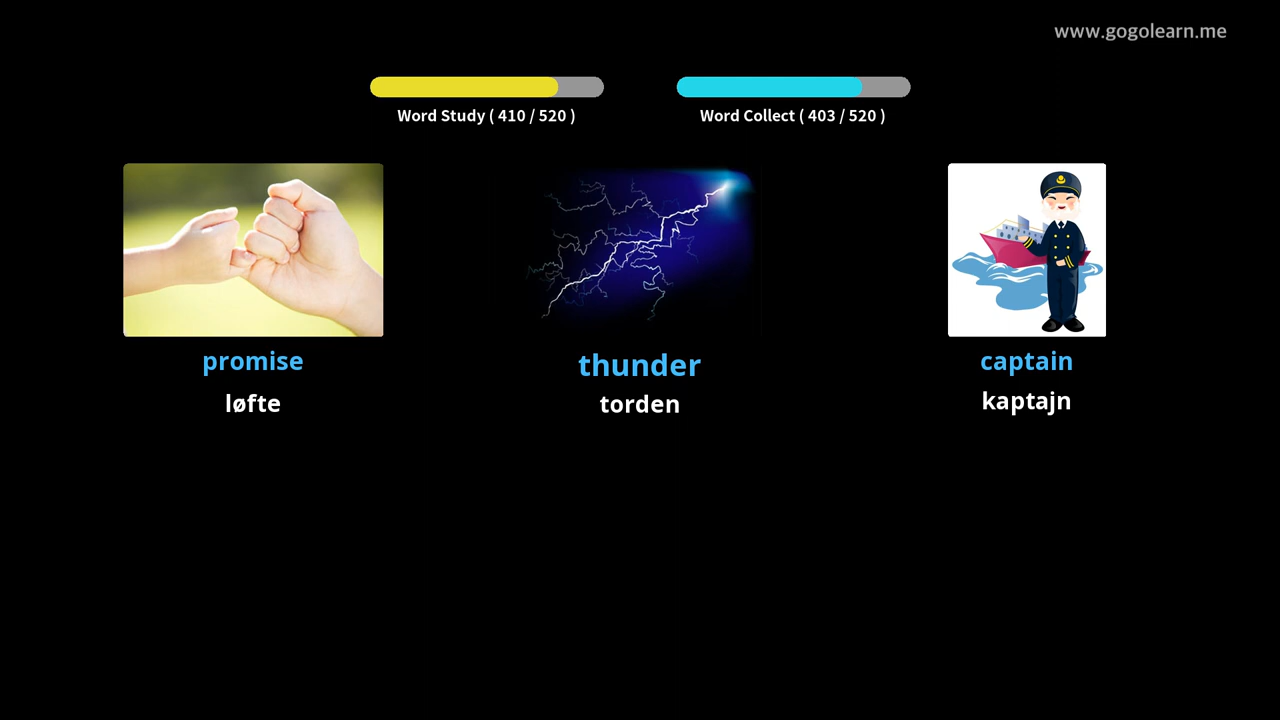 www.gogolearn.me
Word Study ( 410 / 520 )
Word Collect ( 403 / 520 )
promise
løfte
thunder
torden
captain
kaptajn